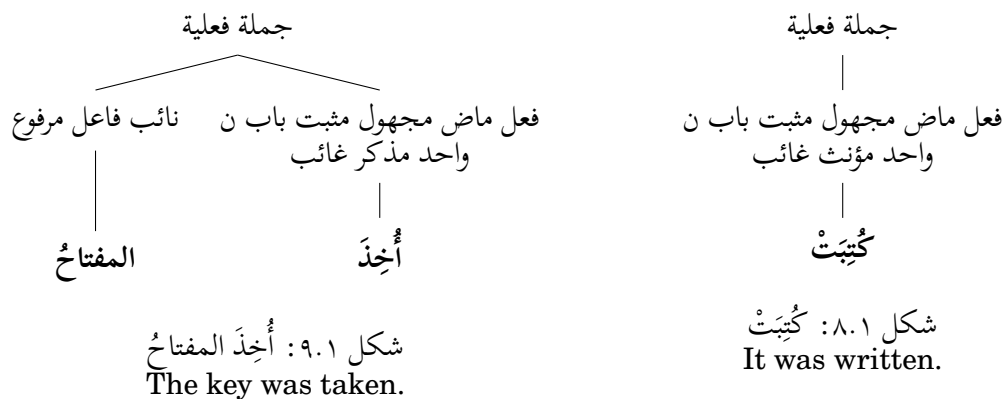 جملة فعلية
فعل ماض مجهول مثبت باب ن
واحد مؤنث غائب
كُتِبَتْ
شكل ٨.١: كُتِبَتْ
It was written.
جملة فعلية
فعل ماض مجهول مثبت باب ن
واحد مذكر غائب
نائب فاعل مرفوع
أُخِذَ
المفتاحُ
شكل ٩.١: أُخِذَ المفتاحُ
The key was taken.